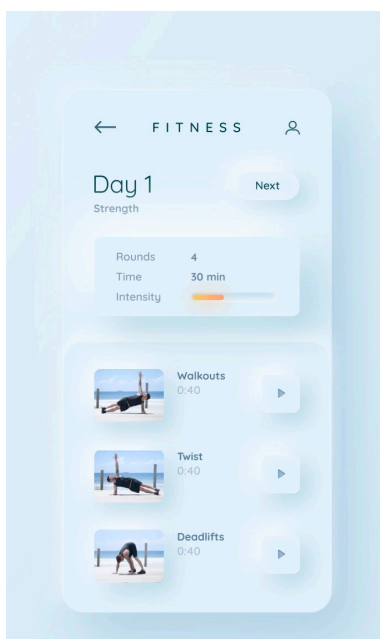 FITNESS
Day 1
Next
Strength
Rounds 4
Time 30 min
Intensity
Walkouts
0:40
Twist
0:40
Deadlifts
0:40